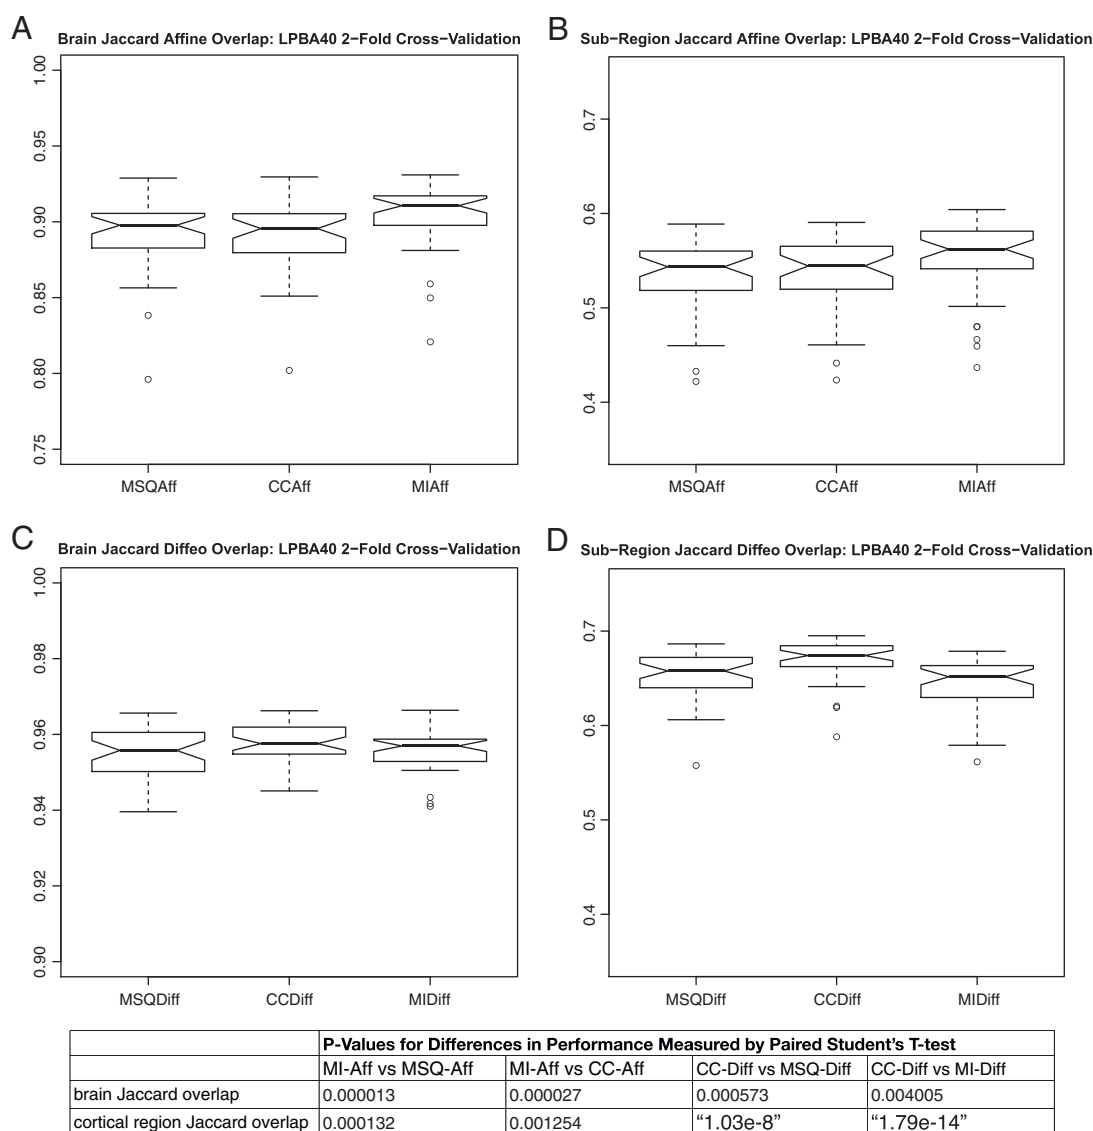 A
Brain Jaccard Affine Overlap: LPBA40 2−Fold Cross−Validation
1.00
0.95
0.90
0.85
0.80
0.75
MSQAff CCAff MIAff
B
Sub−Region Jaccard Affine Overlap: LPBA40 2−Fold Cross−Validation
0.7
0.6
0.5
0.4
MSQAff CCAff MIAff
C
Brain Jaccard Diffeo Overlap: LPBA40 2−Fold Cross−Validation
1.00
0.98
0.96
0.94
0.92
0.90
MSQDiff CCDiff MIDiff
D
Sub−Region Jaccard Diffeo Overlap: LPBA40 2−Fold Cross−Validation
0.7
0.6
0.5
0.4
MSQDiff CCDiff MIDiff
P-Values for Differences in Performance Measured by Paired Student's T-test
MI-Aff vs MSQ-Aff MI-Aff vs CC-Aff CC-Diff vs MSQ-Diff CC-Diff vs MI-Diff
brain Jaccard overlap 0.000013 0.000027 0.000573 0.004005
cortical region Jaccard overlap 0.000132 0.001254 “1.03e-8” “1.79e-14”